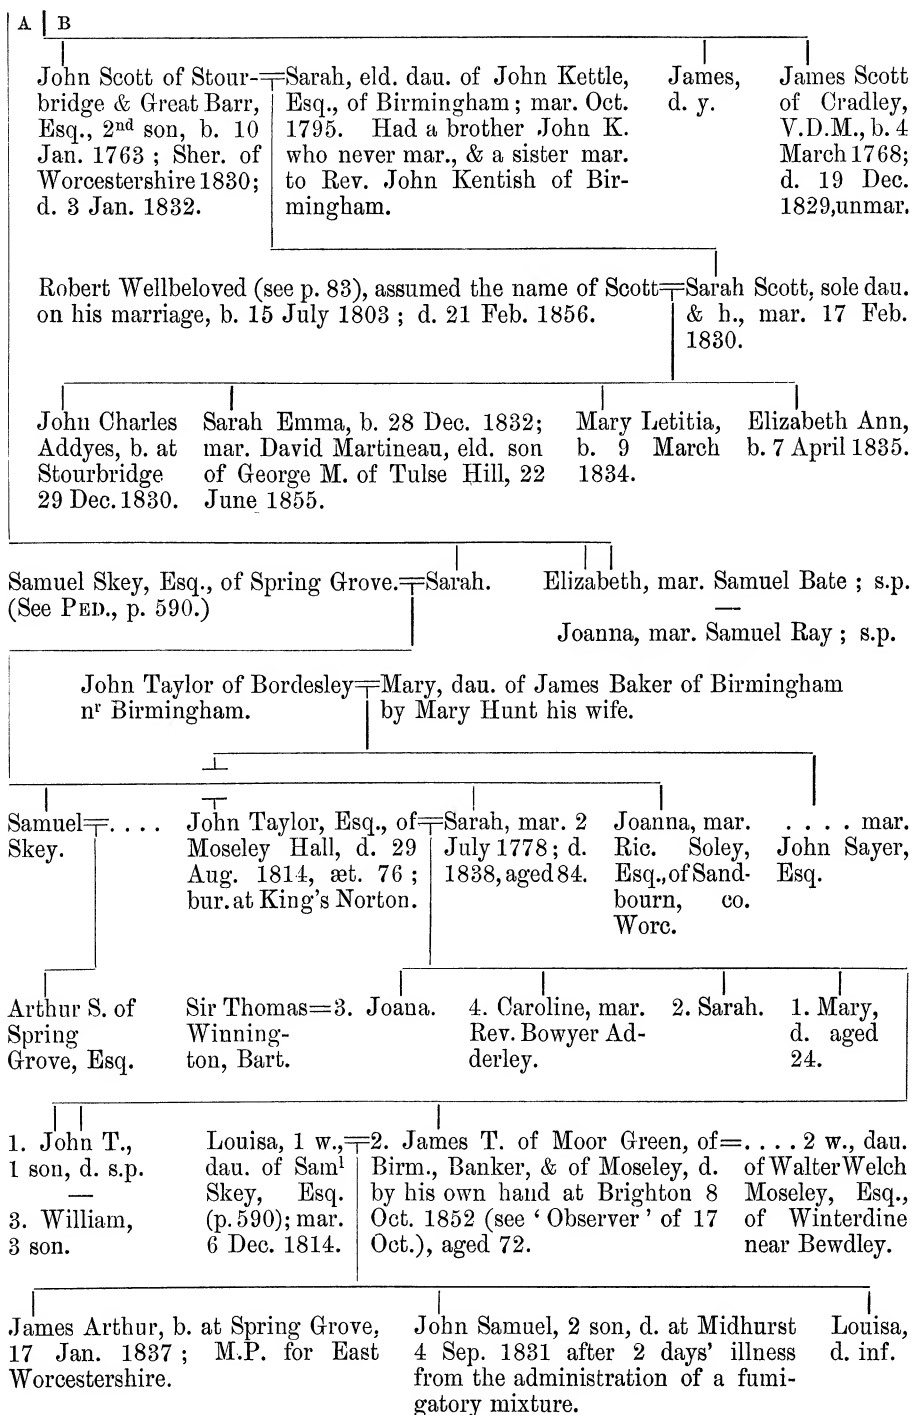 A | B
John Scott of Stour-
bridge & Great Barr,
Esq., 2nd son, b. 10
Jan. 1763 ; Sher. of
Worcestershire 1830;
d. 3 Jan. 1832.
Sarah, eld. dau. of John Kettle,
Esq., of Birmingham ; mar. Oct.
1795. Had a brother John K.
who never mar., & a sister mar.
to Rev. John Kentish of Bir-
mingham.
James,
d. y.
James Scott
of Cradley,
V.D.M., b. 4
March 1768;
d. 19 Dec.
1829, unmar.
Robert Wellbeloved (see p. 83), assumed the name of Scott
on his marriage, b. 15 July 1803 ; d. 21 Feb. 1856.
Sarah Scott, sole dau.
& h., mar. 17 Feb.
1830.
John Charles
Addyes, b. at
Stourbridge
29 Dec. 1830.
Sarah Emma, b. 28 Dec. 1832;
mar. David Martineau, eld. son
of George M. of Tulse Hill, 22
June 1855.
Mary Letitia,
b. 9 March
1834.
Elizabeth Ann,
b. 7 April 1835.
Samuel Skey, Esq., of Spring Grove.
(See PED., p. 590.)
Sarah.
Elizabeth, mar. Samuel Bate ; s.p.
—
Joanna, mar. Samuel Ray ; s.p.
John Taylor of Bordesley
nr Birmingham.
Mary, dau. of James Baker of Birmingham
by Mary Hunt his wife.
Samuel
Skey.
. . . .
John Taylor, Esq., of
Moseley Hall, d. 29
Aug. 1814, æt. 76 ;
bur. at King's Norton.
Sarah, mar. 2
July 1778 ; d.
1838, aged 84.
Joanna, mar.
Ric. Soley,
Esq., of Sand-
bourn, co.
Worc.
. . . . mar.
John Sayer,
Esq.
Arthur S. of
Spring
Grove, Esq.
Sir Thomas
Winning-
ton, Bart.
=3. Joana.
4. Caroline, mar.
Rev. Bowyer Ad-
derley.
2. Sarah.
1. Mary,
d. aged
24.
1. John T.,
1 son, d. s.p.
—
3. William,
3 son.
Louisa, 1 w.,
dau. of Saml
Skey, Esq.
(p. 590); mar.
6 Dec. 1814.
2. James T. of Moor Green, of
Birm., Banker, & of Moseley, d.
by his own hand at Brighton 8
Oct. 1852 (see ' Observer ' of 17
Oct.), aged 72.
=. . . . 2 w., dau.
of Walter Welch
Moseley, Esq.,
of Winterdine
near Bewdley.
James Arthur, b. at Spring Grove,
17 Jan. 1837 ; M.P. for East
Worcestershire.
John Samuel, 2 son, d. at Midhurst
4 Sep. 1831 after 2 days' illness
from the administration of a fumi-
gatory mixture.
Louisa,
d. inf.